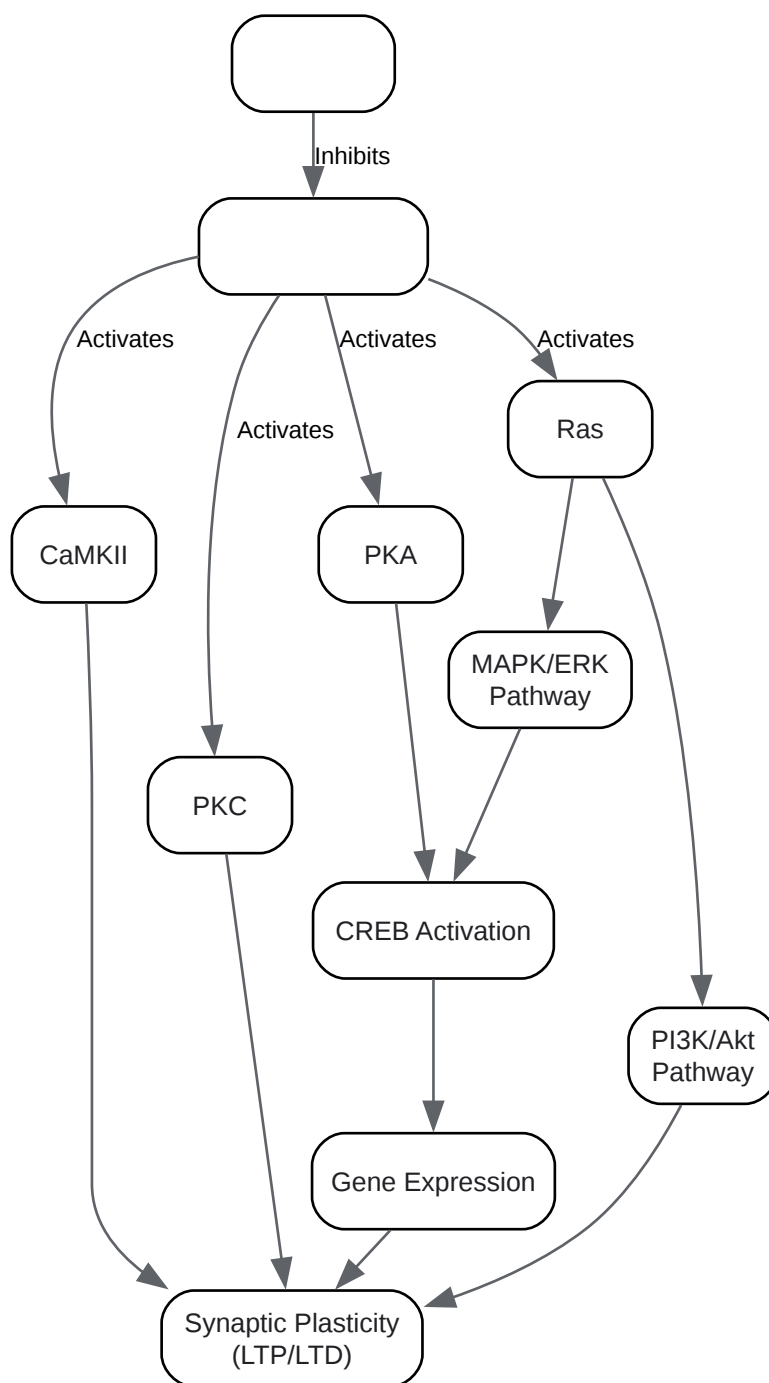 Inhibits
Activates
Activates
Activates
Activates
Ras
CaMKII
PKA
MAPK/ERK
Pathway
PKC
CREB Activation
PI3K/Akt
Pathway
Gene Expression
Synaptic Plasticity
(LTP/LTD)